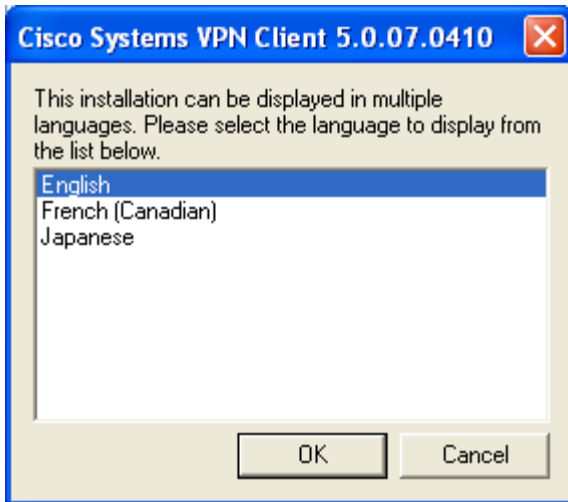 Cisco Systems VPN Client 5.0.07.0410
This installation can be displayed in multiple
languages. Please select the language to display from
the list below.
English
French (Canadian)
Japanese
OK
Cancel